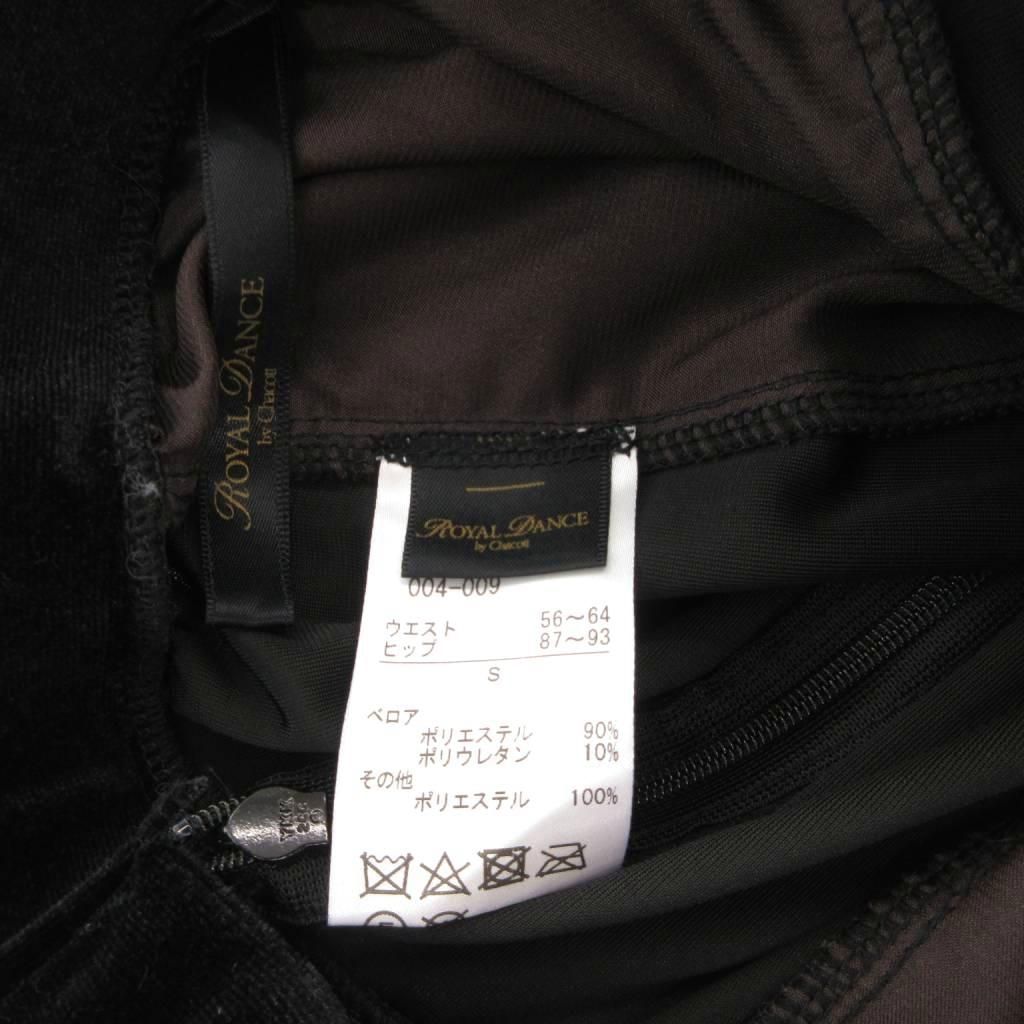 ROYAL DANCE
by Chacott
ROYAL DANCE
by Chacott
004-009
ウエスト 56～64
ヒップ 87～93
S
ベロア
ポリエステル 90%
ポリウレタン 10%
その他
ポリエステル 100%
YKK